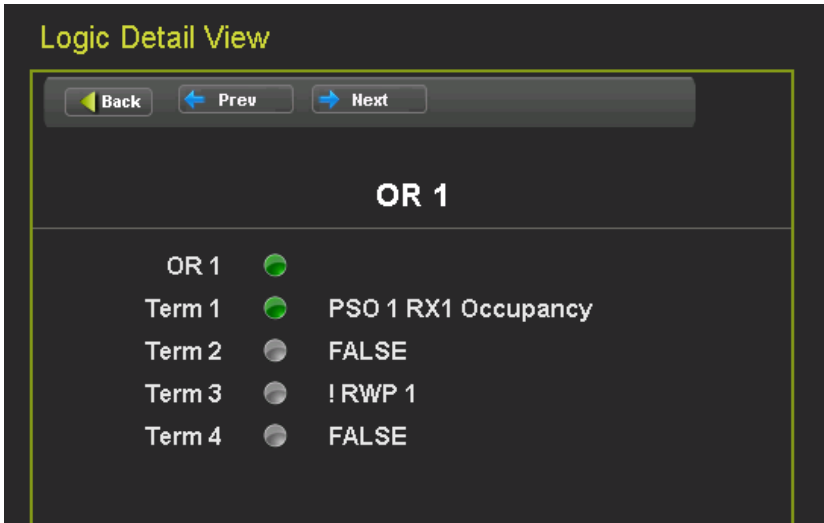 Logic Detail View
Back Prev Next
OR 1
OR 1
Term 1 PSO 1 RX1 Occupancy
Term 2 FALSE
Term 3 ! RWP 1
Term 4 FALSE